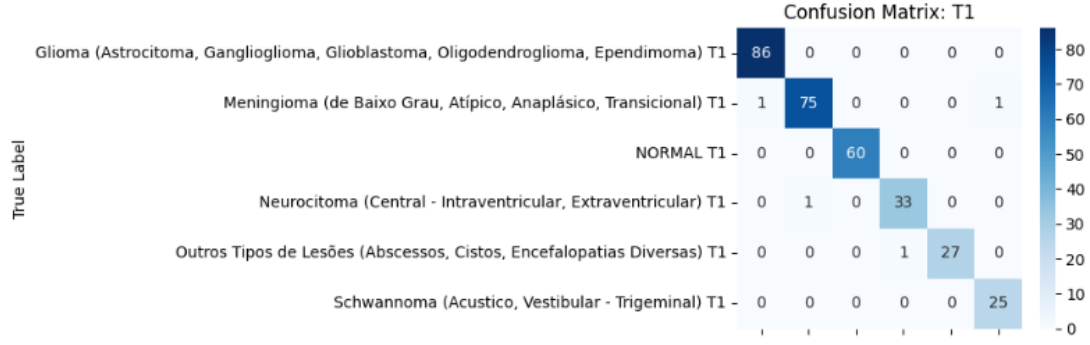 Confusion Matrix: T1
Glioma (Astrocitoma, Ganglioglioma, Glioblastoma, Oligodendroglioma, Ependimoma) T1 86 0 0 0 0 0
Meningioma (de Baixo Grau, Atípico, Anaplásico, Transicional) T1 1 75 0 0 0 1
NORMAL T1 0 0 60 0 0 0
Neurocitoma (Central - Intraventricular, Extraventricular) T1 0 1 0 33 0 0
Outros Tipos de Lesões (Abscessos, Cistos, Encefalopatias Diversas) T1 0 0 0 1 27 0
Schwannoma (Acustico, Vestibular - Trigeminal) T1 0 0 0 0 0 25
True Label
80
70
60
50
40
30
20
10
0